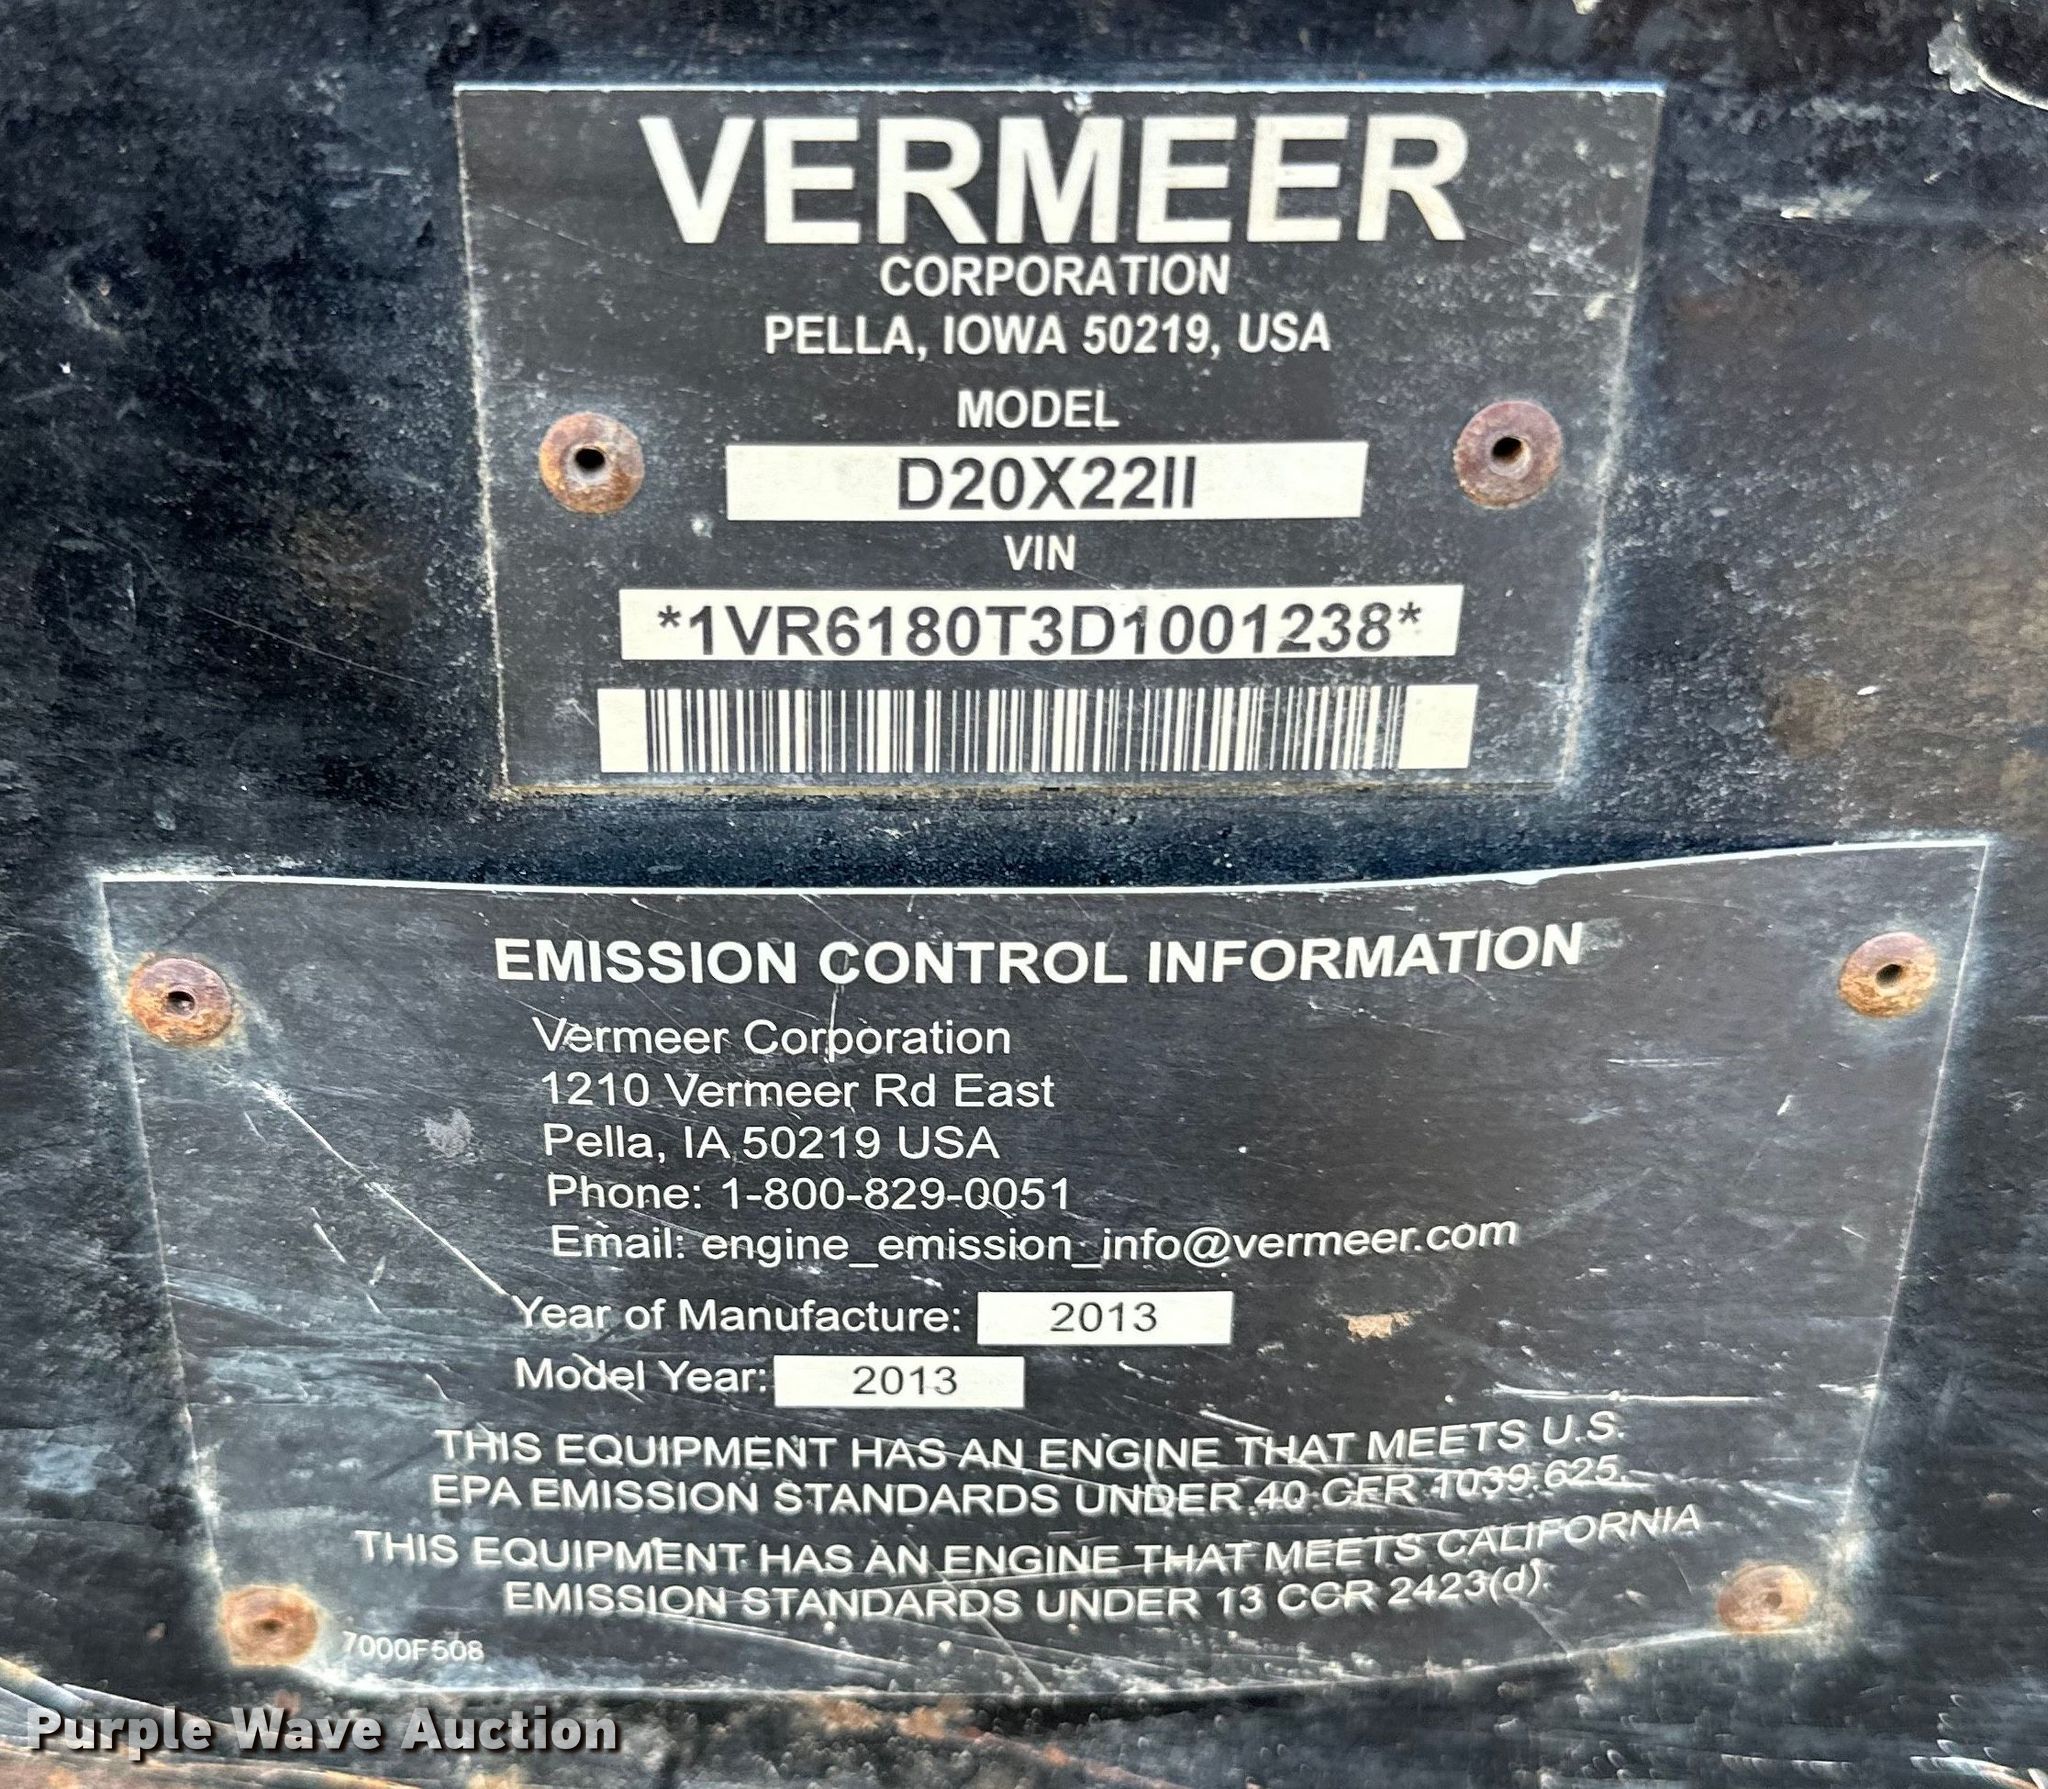 VERMEER
CORPORATION
PELLA, IOWA 50219, USA
MODEL
D20X22II
VIN
*1VR6180T3D1001238*
EMISSION CONTROL INFORMATION
Vermeer Corporation
1210 Vermeer Rd East
Pella, IA 50219 USA
Phone: 1-800-829-0051
Email: engine_emission_info@vermeer.com
Year of Manufacture: 2013
Model Year: 2013
THIS EQUIPMENT HAS AN ENGINE THAT MEETS U.S.
EPA EMISSION STANDARDS UNDER 40 CFR 1039.625.
THIS EQUIPMENT HAS AN ENGINE THAT MEETS CALIFORNIA
EMISSION STANDARDS UNDER 13 CCR 2423(d).
7000F508
Purple Wave Auction